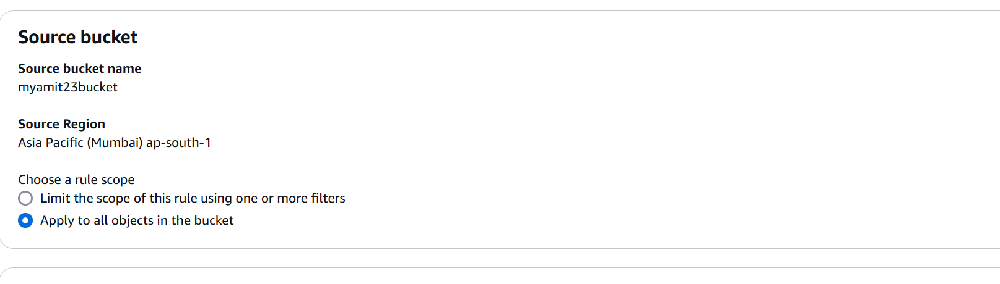 Source bucket
Source bucket name
myamit23bucket
Source Region
Asia Pacific (Mumbai) ap-south-1
Choose a rule scope
Limit the scope of this rule using one or more filters
Apply to all objects in the bucket